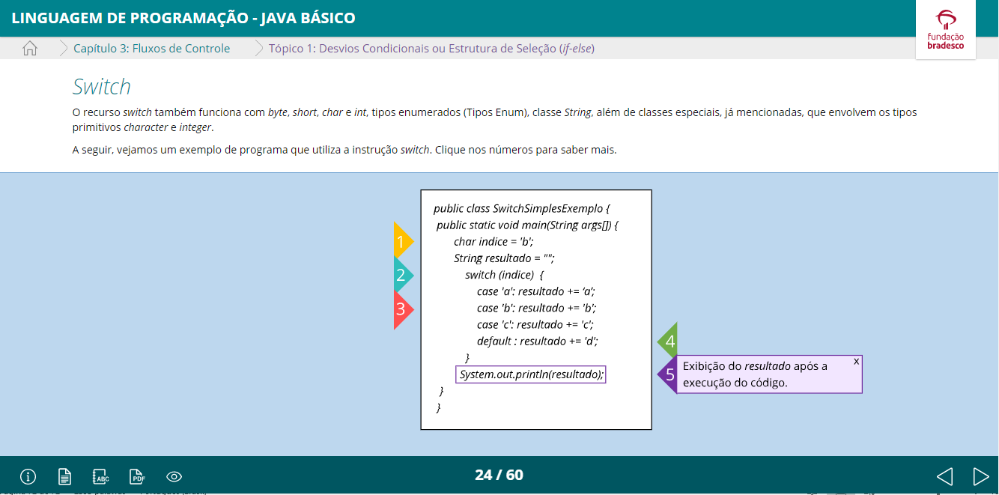 LINGUAGEM DE PROGRAMAÇÃO - JAVA BÁSICO
fundação
bradesco
Capítulo 3: Fluxos de Controle
Tópico 1: Desvios Condicionais ou Estrutura de Seleção (if-else)
Switch
O recurso switch também funciona com byte, short, char e int, tipos enumerados (Tipos Enum), classe String, além de classes especiais, já mencionadas, que envolvem os tipos
primitivos character e integer.
A seguir, vejamos um exemplo de programa que utiliza a instrução switch. Clique nos números para saber mais.
public class SwitchSimplesExemplo {
public static void main(String args[]) {
1 char indice = 'b';
String resultado = "";
2 switch (indice) {
case 'a': resultado += ‘a’;
3 case 'b': resultado += 'b';
case 'c': resultado += 'c';
default : resultado += 'd'; 4
}
System.out.println(resultado); 5
}
}
Exibição do resultado após a
execução do código.
x
ABC
PDF
24 / 60